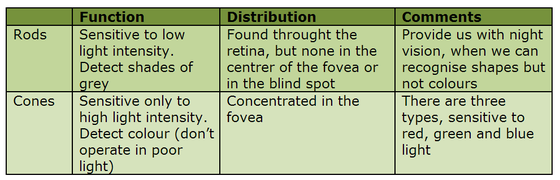 Function Distribution Comments
Rods
Sensitive to low
light intensity.
Detect shades of
grey
Found throught the
retina, but none in the
centrer of the fovea or
in the blind spot
Provide us with night
vision, when we can
recognise shapes but
not colours
Cones
Sensitive only to
high light intensity.
Detect colour (don't
operate in poor
light)
Concentrated in the
fovea
There are three
types, sensitive to
red, green and blue
light